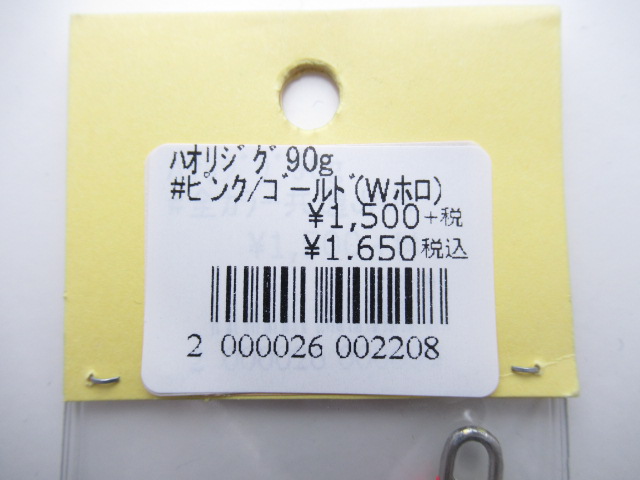 ﾊｵﾘｼﾞｸﾞ 90g
#ﾋﾟﾝｸ/ｺﾞｰﾙﾄﾞ(Wﾎﾛ)
¥1,500+税
¥1,650税込
2 000026 002208